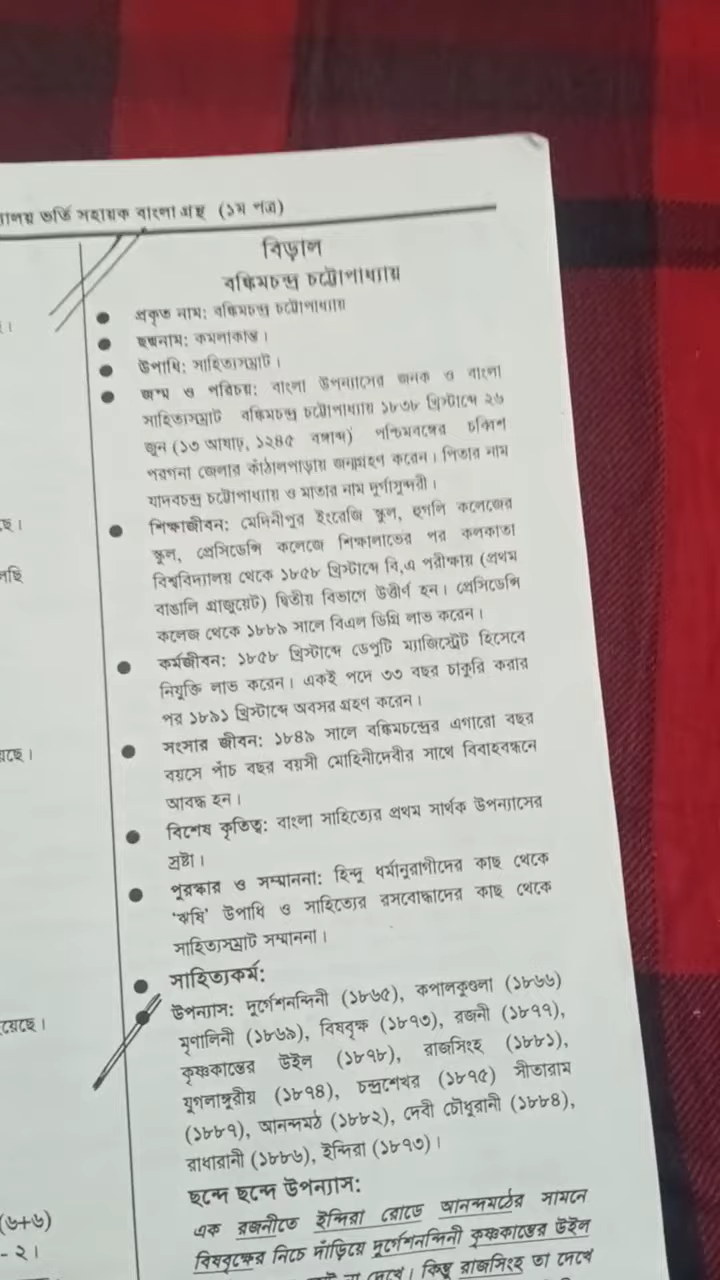 ভর্তি সহায়ক বাংলা গ্রন্থ (১ম পত্র)
বিড়াল
বঙ্কিমচন্দ্র চট্টোপাধ্যায়
● প্রকৃত নাম: বঙ্কিমচন্দ্র চট্টোপাধ্যায়
● ছদ্মনাম: কমলাকান্ত।
● উপাধি: সাহিত্যসম্রাট।
● জন্ম ও পরিচয়: বাংলা উপন্যাসের জনক ও বাংলা
সাহিত্যসম্রাট বঙ্কিমচন্দ্র চট্টোপাধ্যায় ১৮৩৮ খ্রিস্টাব্দে ২৬
জুন (১৩ আষাঢ়, ১২৪৫ বঙ্গাব্দ) পশ্চিমবঙ্গের চব্বিশ
পরগনা জেলার কাঁঠালপাড়ায় জন্মগ্রহণ করেন। পিতার নাম
যাদবচন্দ্র চট্টোপাধ্যায় ও মাতার নাম দুর্গাসুন্দরী।
● শিক্ষাজীবন: মেদিনীপুর ইংরেজি স্কুল, হুগলি কলেজের
স্কুল, প্রেসিডেন্সি কলেজে শিক্ষালাভের পর কলকাতা
বিশ্ববিদ্যালয় থেকে ১৮৫৮ খ্রিস্টাব্দে বি,এ পরীক্ষায় (প্রথম
বাঙালি গ্রাজুয়েট) দ্বিতীয় বিভাগে উত্তীর্ণ হন। প্রেসিডেন্সি
কলেজ থেকে ১৮৮৯ সালে বিএল ডিগ্রি লাভ করেন।
● কর্মজীবন: ১৮৫৮ খ্রিস্টাব্দে ডেপুটি ম্যাজিস্ট্রেট হিসেবে
নিযুক্তি লাভ করেন। একই পদে ৩৩ বছর চাকুরি করার
পর ১৮৯১ খ্রিস্টাব্দে অবসর গ্রহণ করেন।
● সংসার জীবন: ১৮৪৯ সালে বঙ্কিমচন্দ্রের এগারো বছর
বয়সে পাঁচ বছর বয়সী মোহিনীদেবীর সাথে বিবাহবন্ধনে
আবদ্ধ হন।
● বিশেষ কৃতিত্ব: বাংলা সাহিত্যের প্রথম সার্থক উপন্যাসের
স্রষ্টা।
● পুরস্কার ও সম্মাননা: হিন্দু ধর্মানুরাগীদের কাছ থেকে
‘ঋষি’ উপাধি ও সাহিত্যের রসবোদ্ধাদের কাছ থেকে
সাহিত্যসম্রাট সম্মাননা।
● সাহিত্যকর্ম:
● উপন্যাস: দুর্গেশনন্দিনী (১৮৬৫), কপালকুণ্ডলা (১৮৬৬)
মৃণালিনী (১৮৬৯), বিষবৃক্ষ (১৮৭৩), রজনী (১৮৭৭),
কৃষ্ণকান্তের উইল (১৮৭৮), রাজসিংহ (১৮৮১),
যুগলাঙ্গুরীয় (১৮৭৪), চন্দ্রশেখর (১৮৭৫) সীতারাম
(১৮৮৭), আনন্দমঠ (১৮৮২), দেবী চৌধুরানী (১৮৮৪),
রাধারানী (১৮৮৬), ইন্দিরা (১৮৭৩)।
ছন্দে ছন্দে উপন্যাস:
এক রজনীতে ইন্দিরা রোডে আনন্দমঠের সামনে
বিষবৃক্ষের নিচে দাঁড়িয়ে দুর্গেশনন্দিনী কৃষ্ণকান্তের উইল
দেখে। কিন্তু রাজসিংহ তা দেখে
(৬+৬)
- ২।